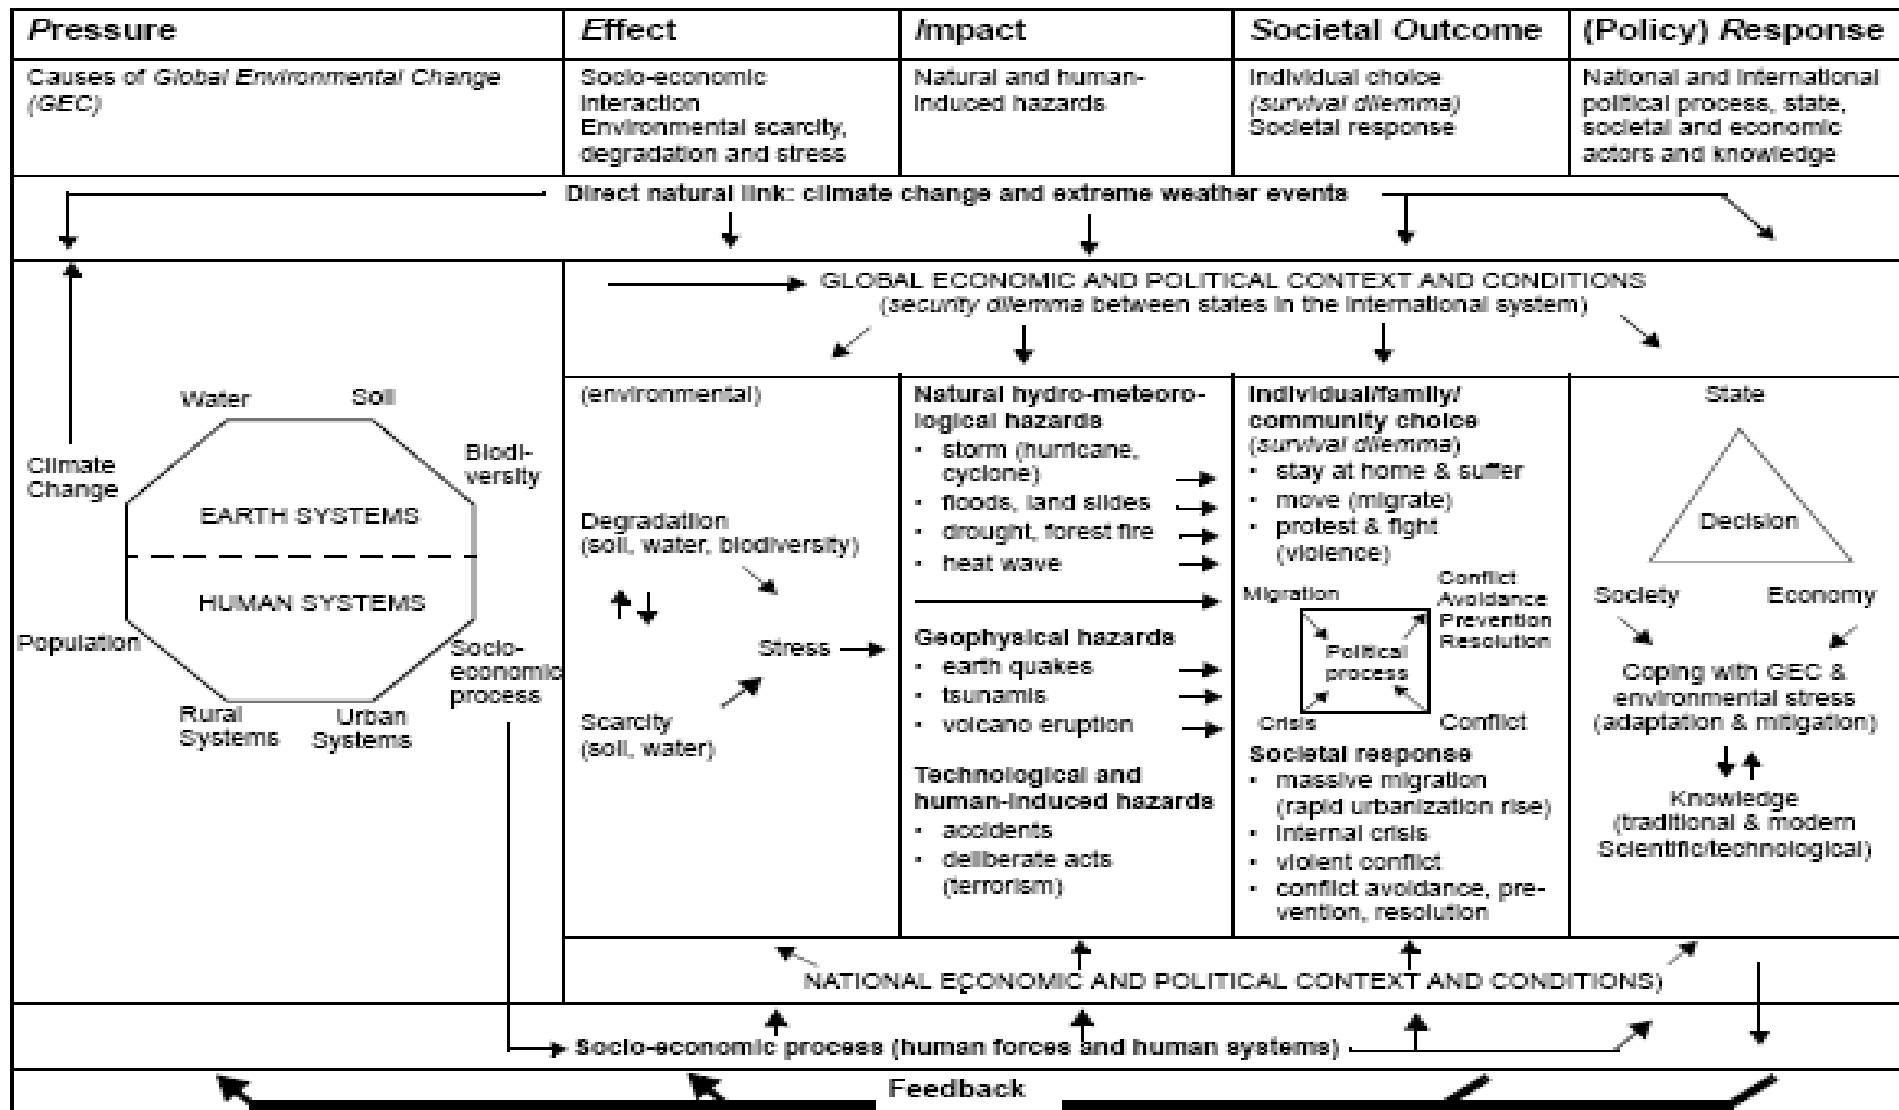 Pressure
Effect
Impact
Societal Outcome
(Policy) Response
Causes of Global Environmental Change
(GEC)
Socio-economic
interaction
Environmental scarcity,
degradation and stress
Natural and human-
induced hazards
Individual choice
(survival dilemma)
Societal response
National and international
political process, state,
societal and economic
actors and knowledge
Direct natural link: climate change and extreme weather events
GLOBAL ECONOMIC AND POLITICAL CONTEXT AND CONDITIONS
(security dilemma between states in the international system)
Water
Soil
Climate
Change
Biodi-
versity
EARTH SYSTEMS
HUMAN SYSTEMS
Population
Socio-
economic
process
Rural
Systems
Urban
Systems
(environmental)
Degradatiion
(soil, water, biodiversity)
Stress
Scarcity
(soil, water)
Natural hydro-meteoro-
logical hazards
• storm (hurricane,
cyclone)
• floods, land slides
• drought, forest fire
• heat wave
Geophysical hazards
• earth quakes
• tsunamis
• volcano eruption
Technological and
human-induced hazards
• accidents
• deliberate acts
(terrorism)
Individual/family/
community choice
(survival dilemma)
• stay at home & suffer
• move (migrate)
• protest & fight
(violence)
Migration
Conflict
Avoidance
Prevention
Resolution
Political
process
Crisis
Conflict
Societal response
• massive migration
(rapid urbanization rise)
• internal crisis
• violent conflict
• conflict avoidance, pre-
vention, resolution
State
Decision
Society
Economy
Coping with GEC &
environmental stress
(adaptation & mitigation)
Knowledge
(traditional & modern
Scientific/technological)
NATIONAL ECONOMIC AND POLITICAL CONTEXT AND CONDITIONS)
Socio-economic process (human forces and human systems)
Feedback